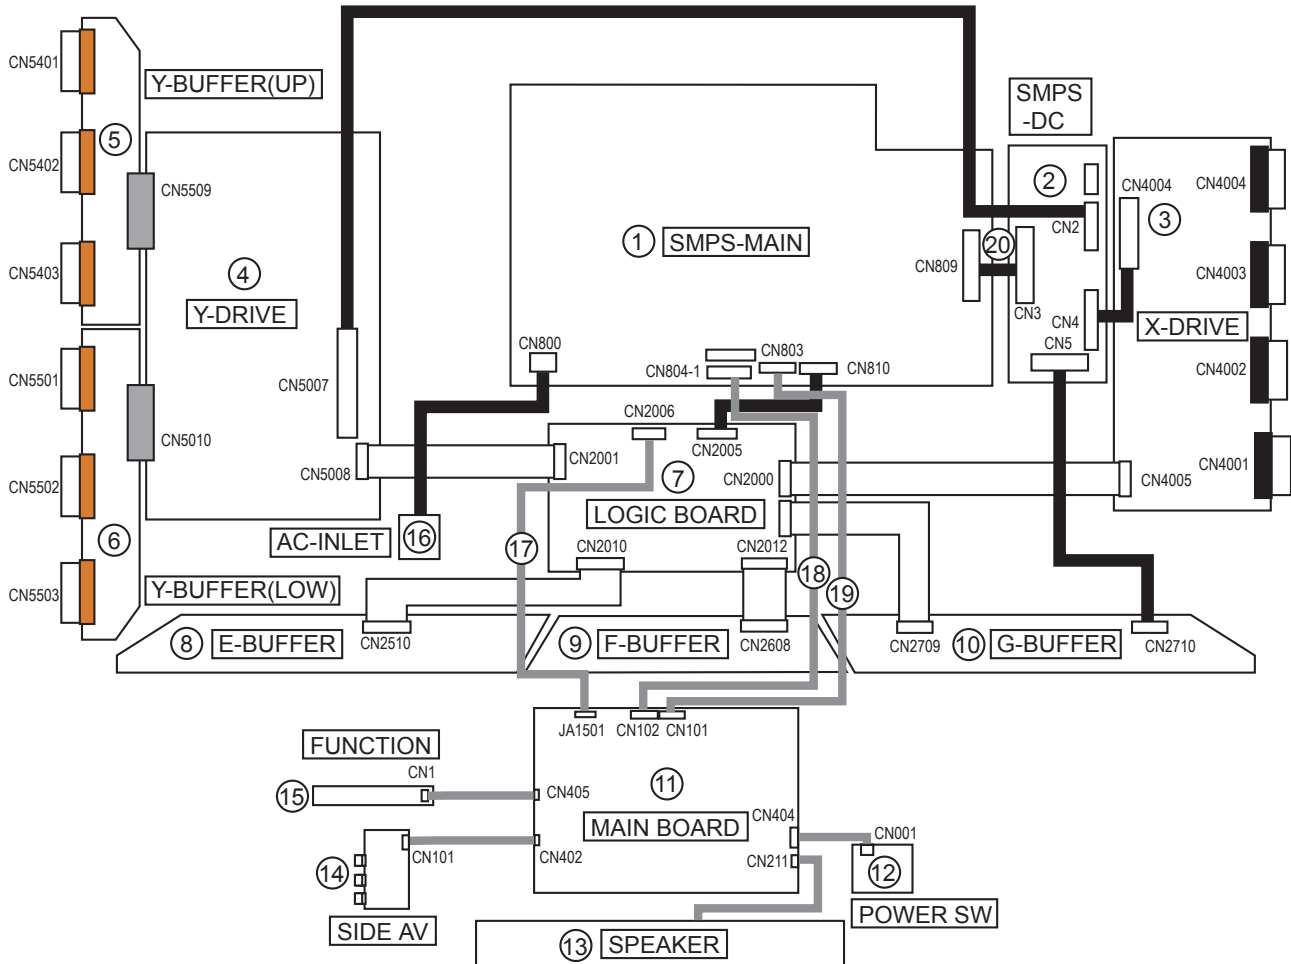 CN5401
Y-BUFFER(UP)
SMPS
-DC
5
CN5402
CN5509
2
CN4004
CN4004
3
CN2
1
SMPS-MAIN
20
CN809
CN5403
4
Y-DRIVE
CN4003
CN3
CN4
X-DRIVE
CN5
CN800
CN804-1
CN803
CN810
CN4002
CN5501
CN5007
CN2006
CN2005
CN5010
CN5008
CN2001
7
CN2000
CN4005
CN4001
CN5502
LOGIC BOARD
AC-INLET
16
6
17
CN2010
CN2012
18
19
CN5503
Y-BUFFER(LOW)
8
E-BUFFER
CN2510
9
F-BUFFER
CN2608
CN2709
10
G-BUFFER
CN2710
JA1501
CN102
CN101
FUNCTION
CN1
15
CN405
11
MAIN BOARD
CN404
CN001
14
CN101
CN402
CN211
12
SIDE AV
POWER SW
13
SPEAKER